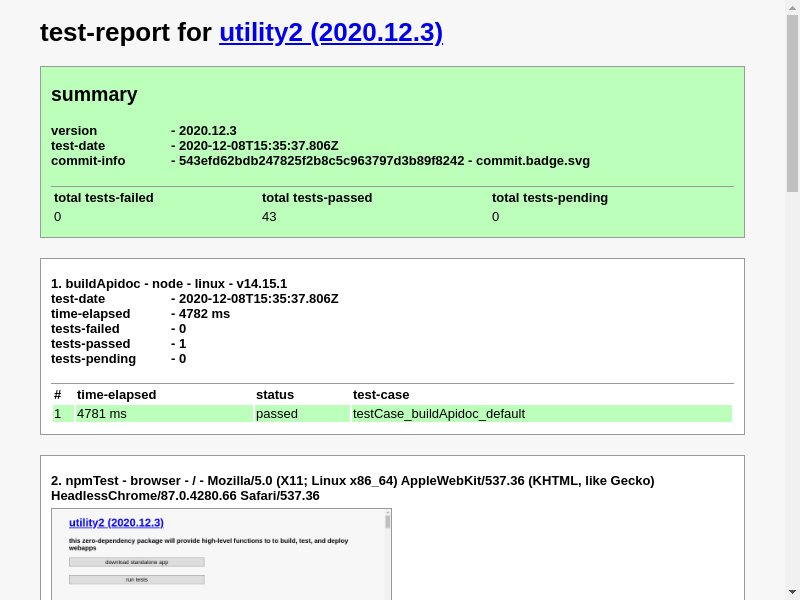 test-report for utility2 (2020.12.3)
summary
version - 2020.12.3
test-date - 2020-12-08T15:35:37.806Z
commit-info - 543efd62bdb247825f2b8c5c963797d3b89f8242 - commit.badge.svg
total tests-failed total tests-passed total tests-pending
0 43 0
1. buildApidoc - node - linux - v14.15.1
test-date - 2020-12-08T15:35:37.806Z
time-elapsed - 4782 ms
tests-failed - 0
tests-passed - 1
tests-pending - 0
# time-elapsed status test-case
1 4781 ms passed testCase_buildApidoc_default
2. npmTest - browser - / - Mozilla/5.0 (X11; Linux x86_64) AppleWebKit/537.36 (KHTML, like Gecko)
HeadlessChrome/87.0.4280.66 Safari/537.36
utility2 (2020.12.3)
this zero-dependency package will provide high-level functions to to build, test, and deploy
webapps
download standalone app
run tests